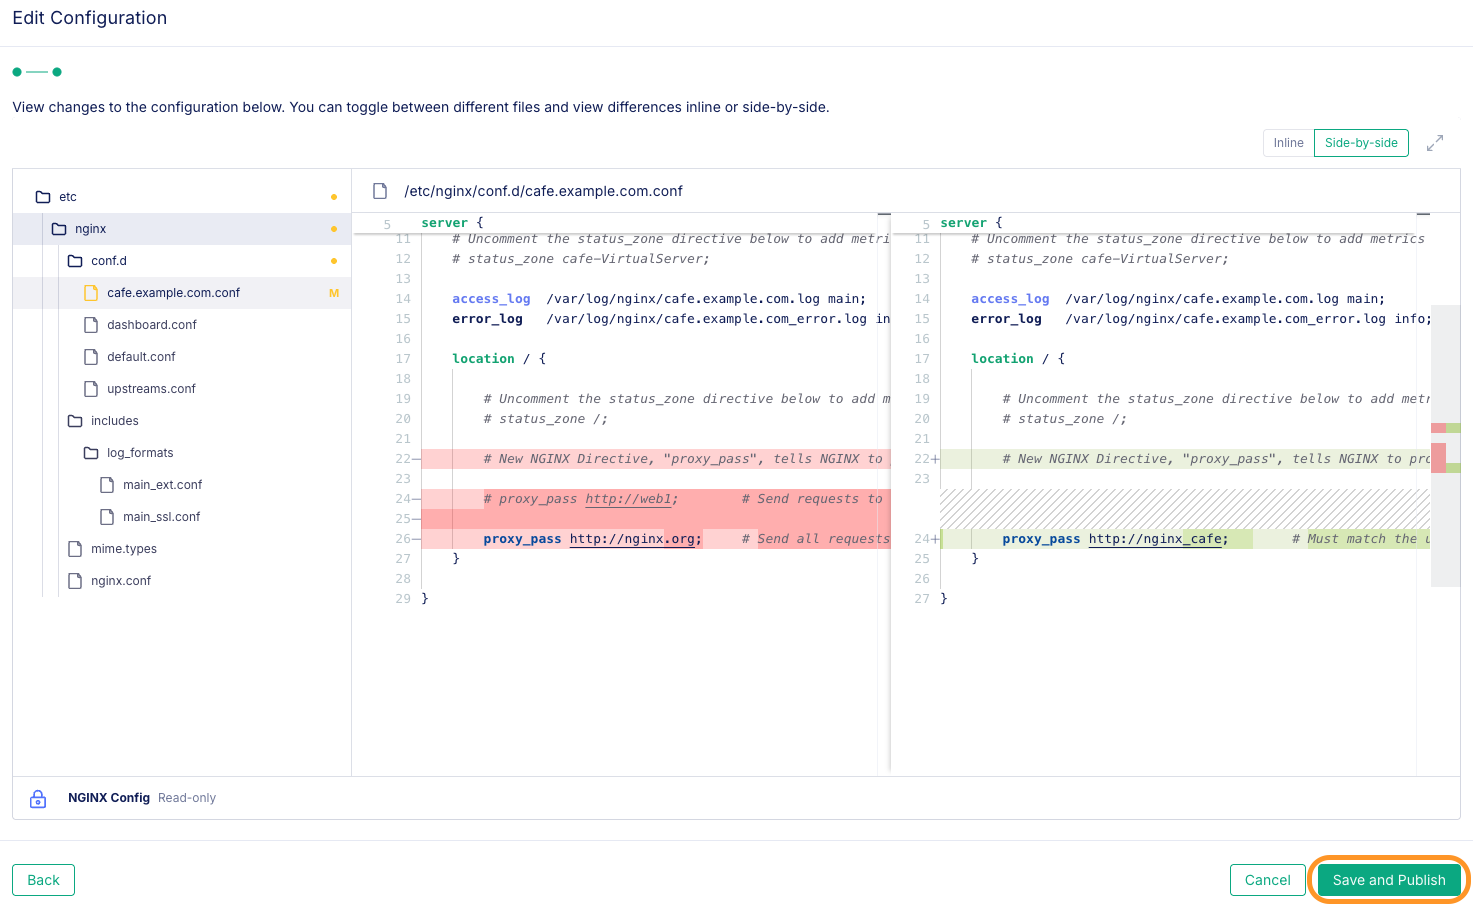 Edit Configuration
View changes to the configuration below. You can toggle between different files and view differences inline or side-by-side.
Inline Side-by-side
etc
nginx
conf.d
cafe.example.com.conf M
dashboard.conf
default.conf
upstreams.conf
includes
log_formats
main_ext.conf
main_ssl.conf
mime.types
nginx.conf
/etc/nginx/conf.d/cafe.example.com.conf
5 server {
11 # Uncomment the status_zone directive below to add metri
12 # status_zone cafe-VirtualServer;
13
14 access_log /var/log/nginx/cafe.example.com.log main;
15 error_log /var/log/nginx/cafe.example.com_error.log in
16
17 location / {
18
19 # Uncomment the status_zone directive below to add m
20 # status_zone /;
21
22— # New NGINX Directive, "proxy_pass", tells NGINX to
23
24— # proxy_pass http://web1; # Send requests to
25—
26— proxy_pass http://nginx.org; # Send all requests
27 }
28
29 }
5 server {
11 # Uncomment the status_zone directive below to add metrics
12 # status_zone cafe-VirtualServer;
13
14 access_log /var/log/nginx/cafe.example.com.log main;
15 error_log /var/log/nginx/cafe.example.com_error.log info;
16
17 location / {
18
19 # Uncomment the status_zone directive below to add metr
20 # status_zone /;
21
22+ # New NGINX Directive, "proxy_pass", tells NGINX to pro
23
24+ proxy_pass http://nginx_cafe; # Must match the u
25 }
26
27 }
NGINX Config Read-only
Back
Cancel
Save and Publish